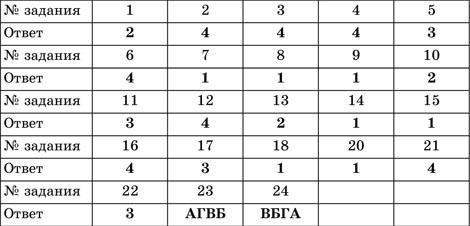 № задания 1 2 3 4 5
Ответ 2 4 4 4 3
№ задания 6 7 8 9 10
Ответ 4 1 1 1 2
№ задания 11 12 13 14 15
Ответ 3 4 2 1 1
№ задания 16 17 18 20 21
Ответ 4 3 1 1 4
№ задания 22 23 24
Ответ 3 АГВБ ВБГА